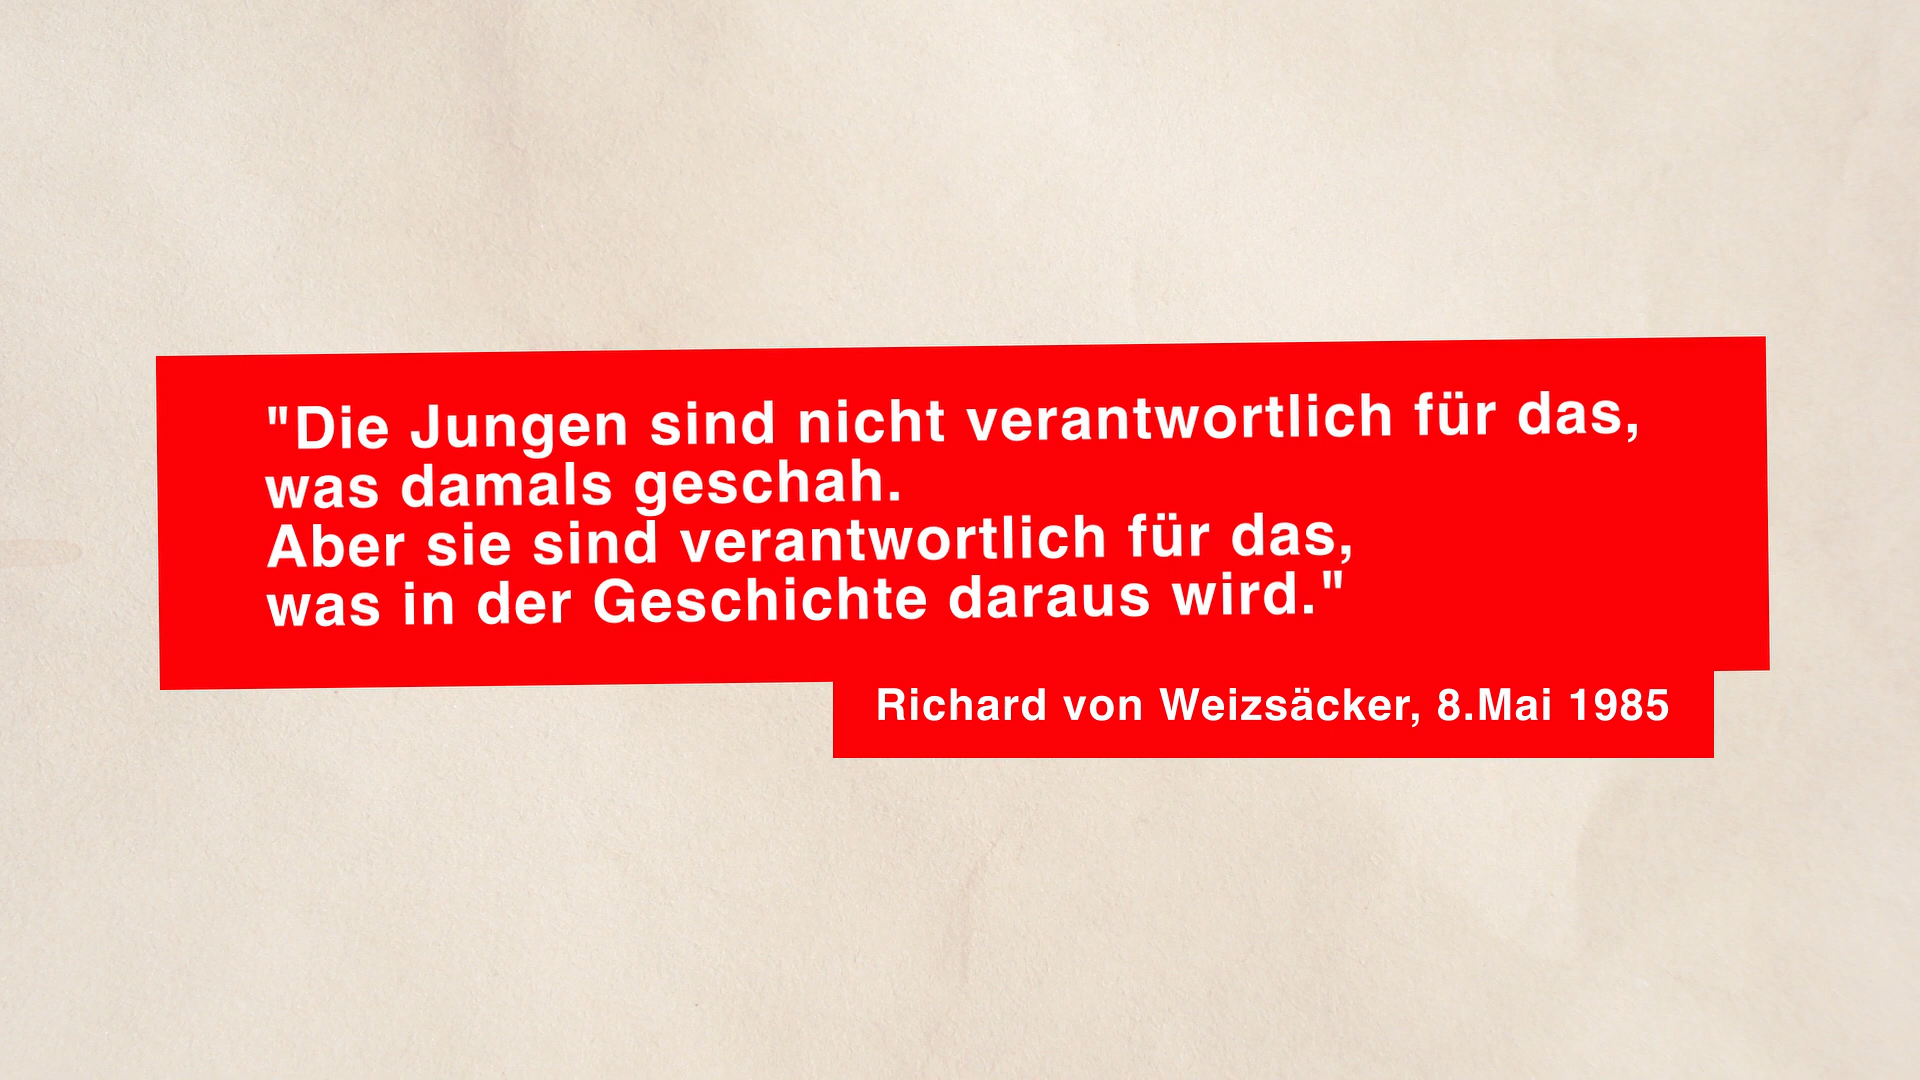 "Die Jungen sind nicht verantwortlich für das,
was damals geschah.
Aber sie sind verantwortlich für das,
was in der Geschichte daraus wird."
Richard von Weizsäcker, 8.Mai 1985